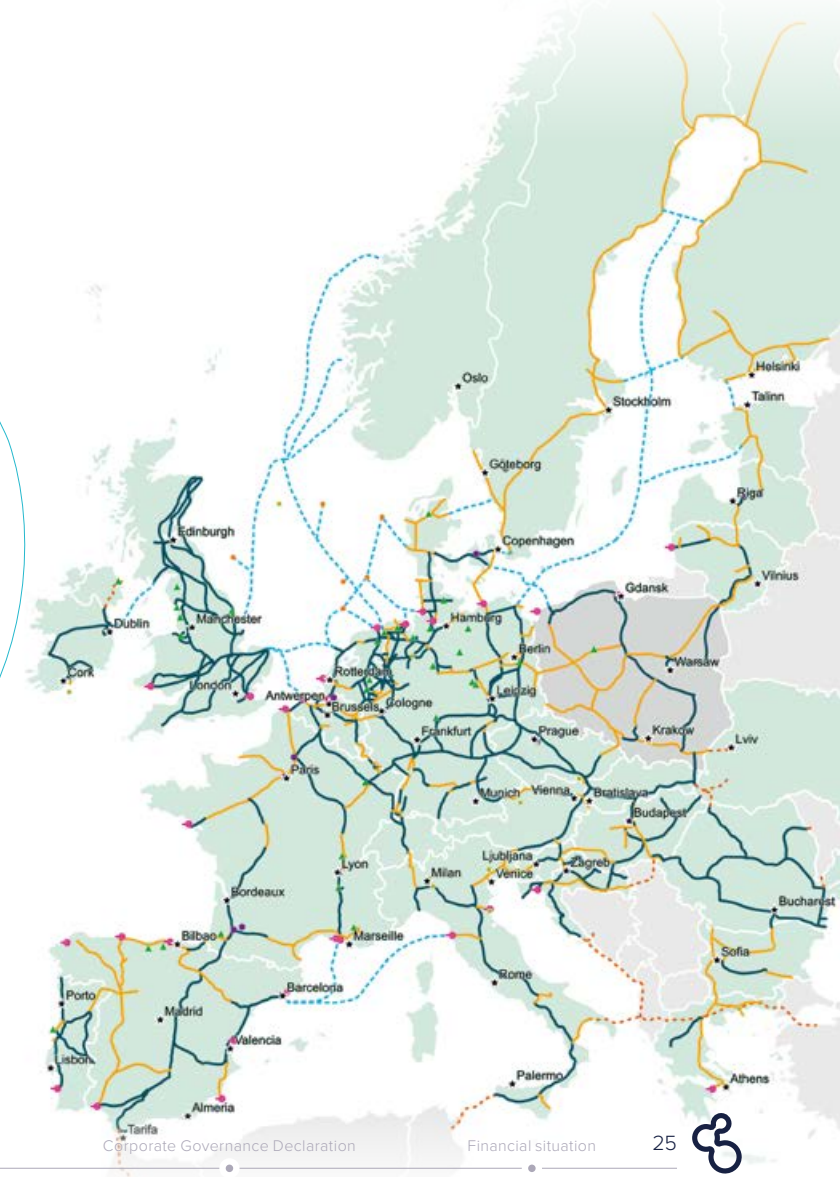 Oslo
Helsinki
Talinn
Stockholm
Göteborg
Riga
Edinburgh
Copenhagen
Vilnius
Gdansk
Dublin
Manchester
Hamburg
Berlin
Warsaw
Cork
London
Rotterdam
Antwerpen
Brussels
Cologne
Leipzig
Frankfurt
Prague
Krakow
Lviv
Paris
Munich
Vienna
Bratislava
Budapest
Lyon
Milan
Ljubljana
Venice
Zagreb
Bordeaux
Bucharest
Bilbao
Marseille
Sofia
Rome
Porto
Barcelona
Madrid
Valencia
Lisbon
Palermo
Athens
Almeria
Tarifa
Corporate Governance Declaration
Financial situation
25